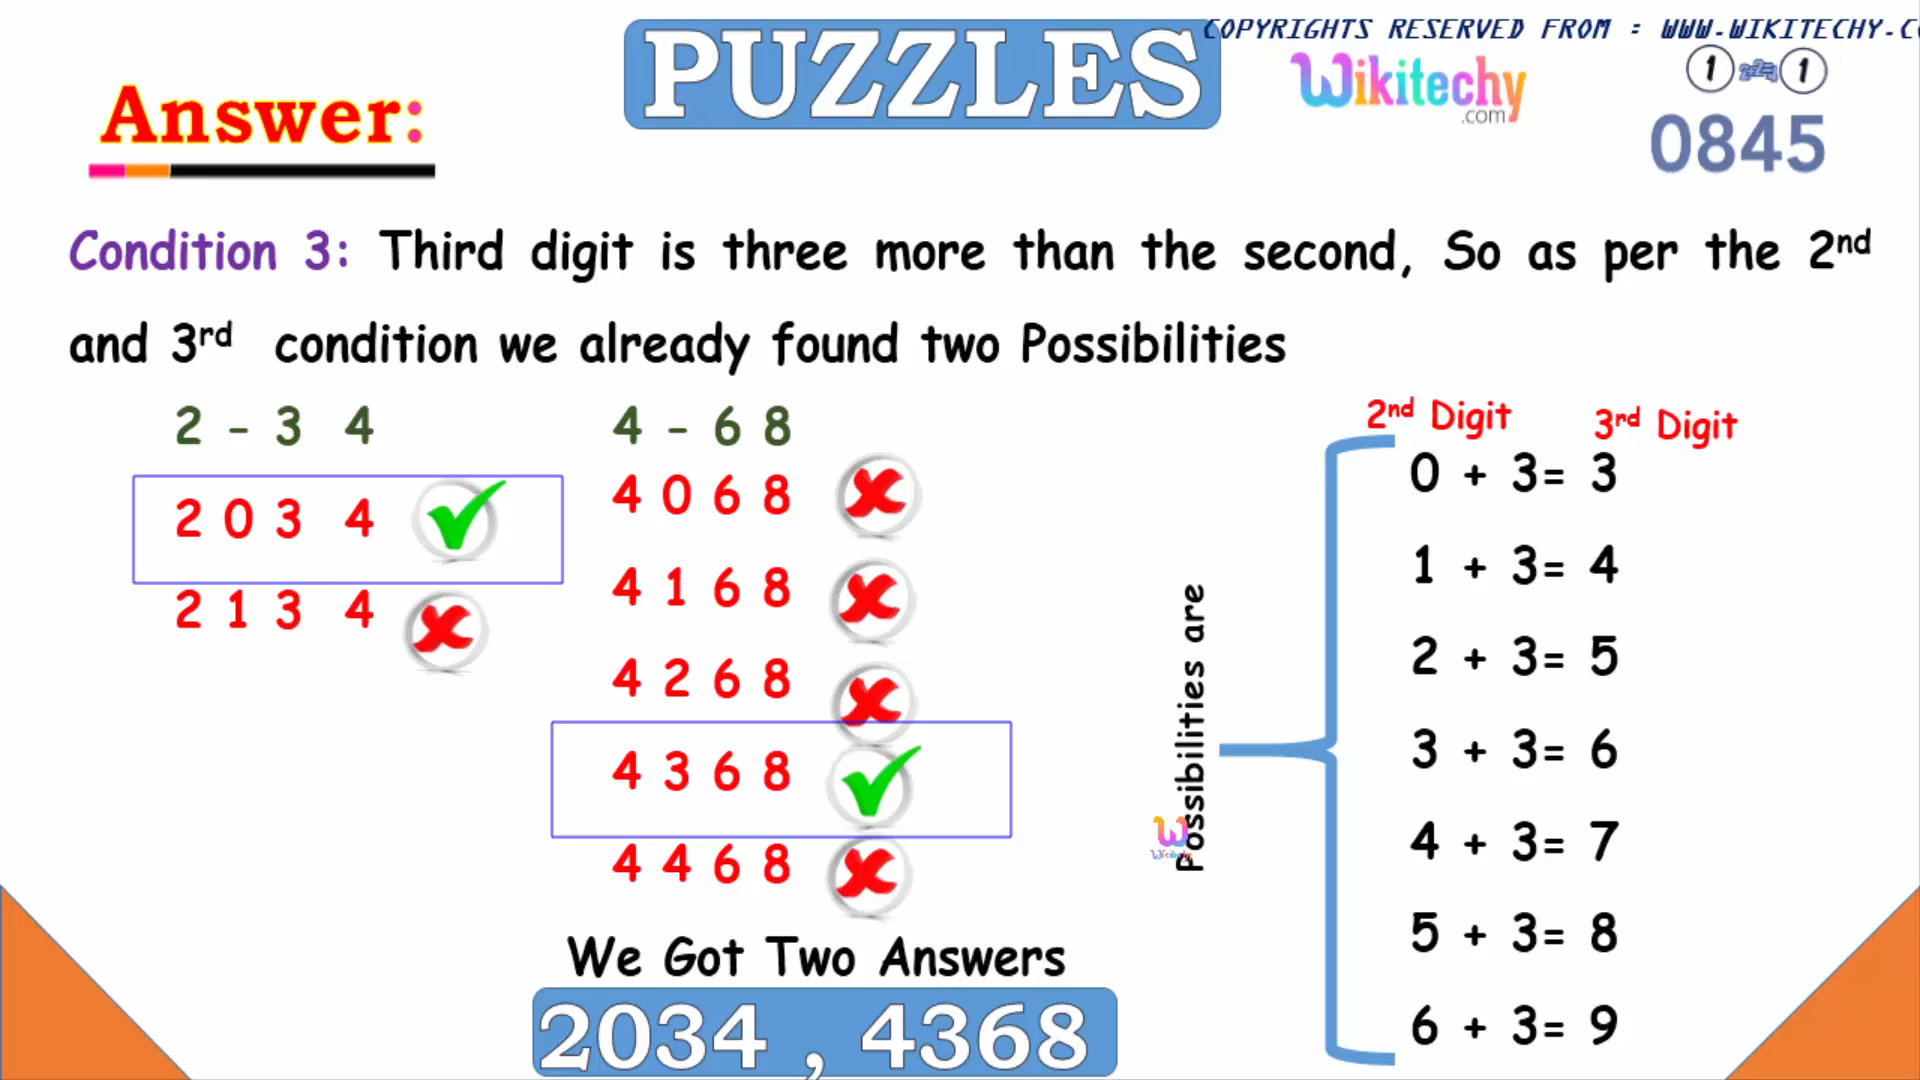 COPYRIGHTS RESERVED FROM : WWW.WIKITECHY.C
PUZZLES
Wikitechy
.com
1 1
0845
Answer:
Condition 3: Third digit is three more than the second, So as per the 2nd
and 3rd condition we already found two Possibilities
2 - 3 4
4 - 6 8
2nd Digit 3rd Digit
2 0 3 4
2 1 3 4
4 0 6 8
4 1 6 8
4 2 6 8
4 3 6 8
4 4 6 8
Possibilities are
0 + 3= 3
1 + 3= 4
2 + 3= 5
3 + 3= 6
4 + 3= 7
5 + 3= 8
6 + 3= 9
We Got Two Answers
2034 , 4368